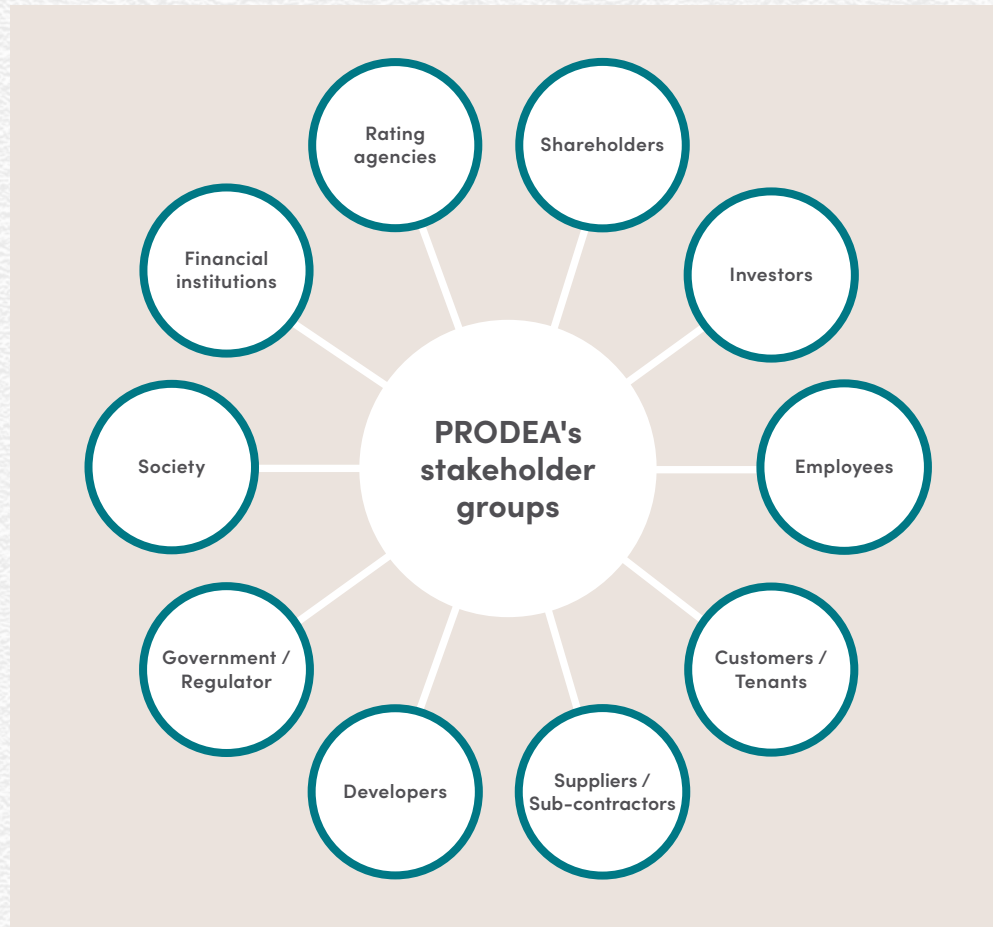 Rating
agencies
Shareholders
Financial
institutions
Investors
Society
PRODEA's
stakeholder
groups
Employees
Government /
Regulator
Customers /
Tenants
Developers
Suppliers /
Sub-contractors